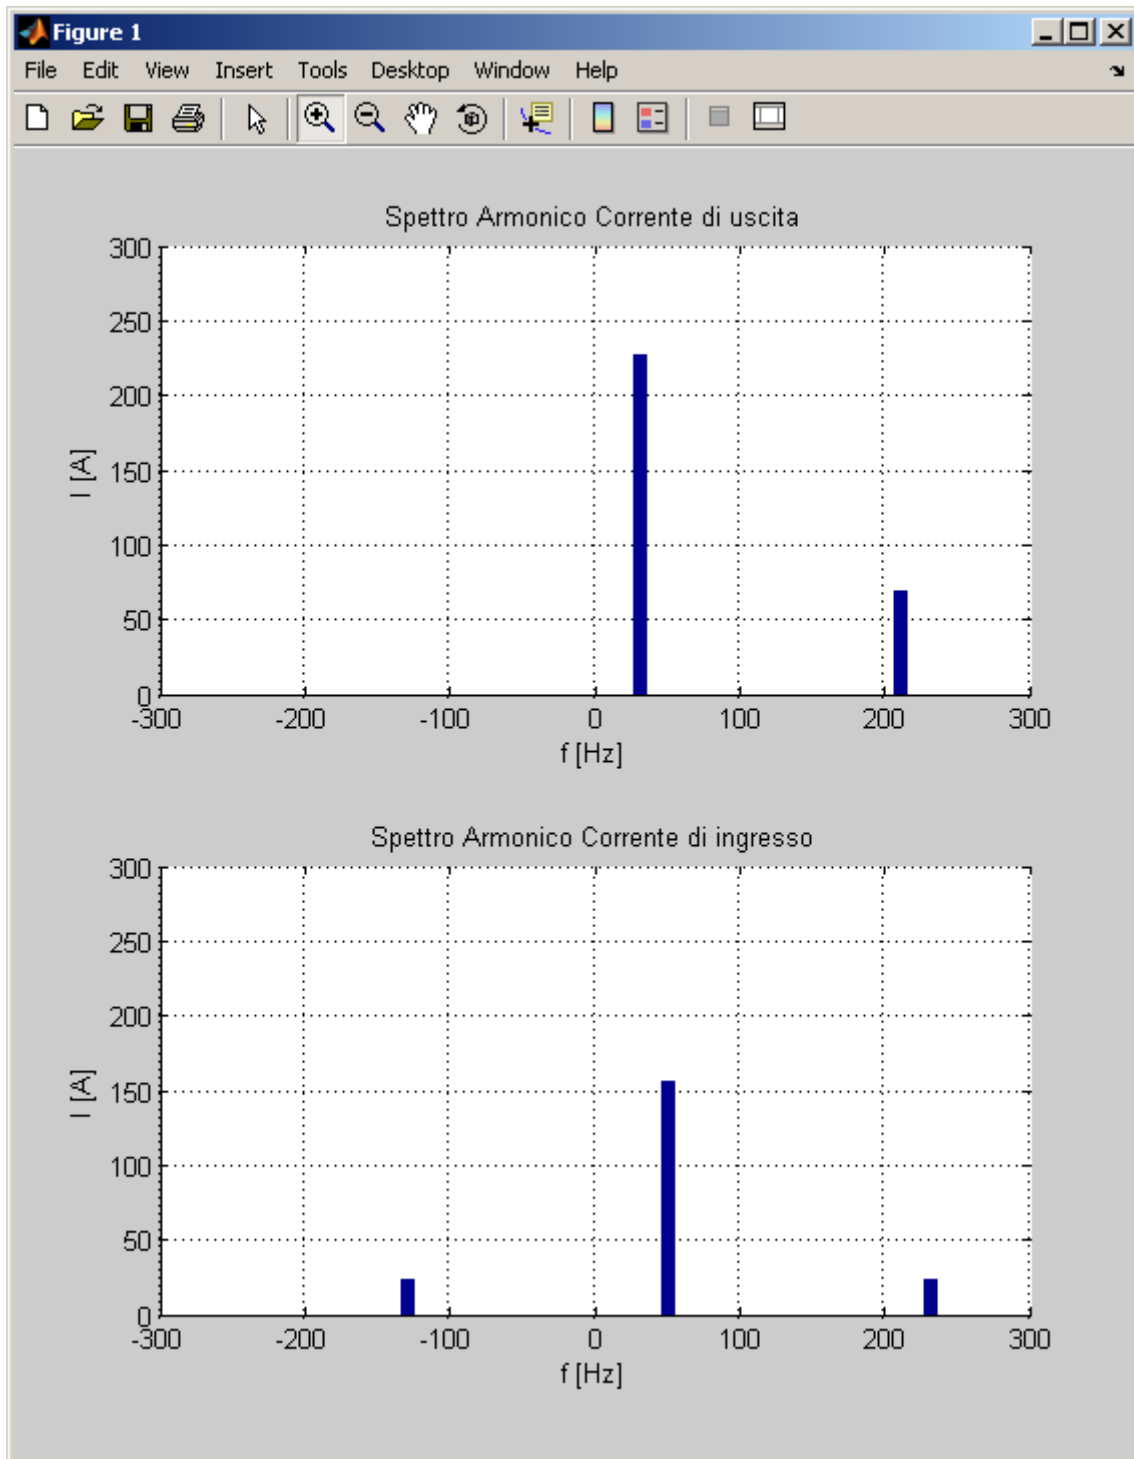 Figure 1
File Edit View Insert Tools Desktop Window Help
Spettro Armonico Corrente di uscita
300
250
200
150
100
50
0
I [A]
-300 -200 -100 0 100 200 300
f [Hz]
Spettro Armonico Corrente di ingresso
300
250
200
150
100
50
0
I [A]
-300 -200 -100 0 100 200 300
f [Hz]